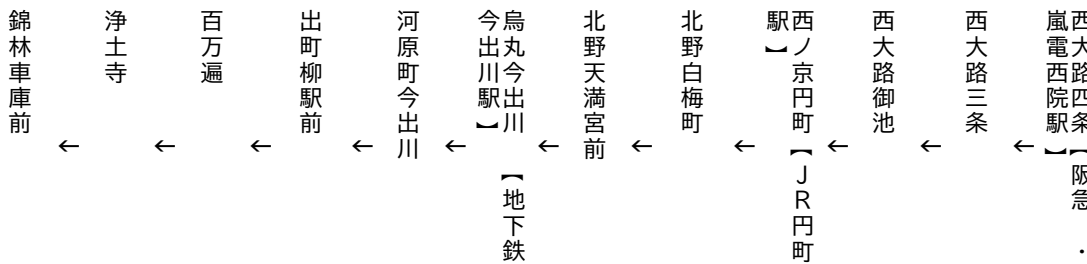 西大路四条【阪急・
嵐電西院駅】
←
西大路三条
←
西大路御池
←
西ノ京円町【ＪＲ円町
駅】
←
北野白梅町
←
北野天満宮前
←
烏丸今出川　【地下鉄
今出川駅】
←
河原町今出川
←
出町柳駅前
←
百万遍
←
浄土寺
←
錦林車庫前